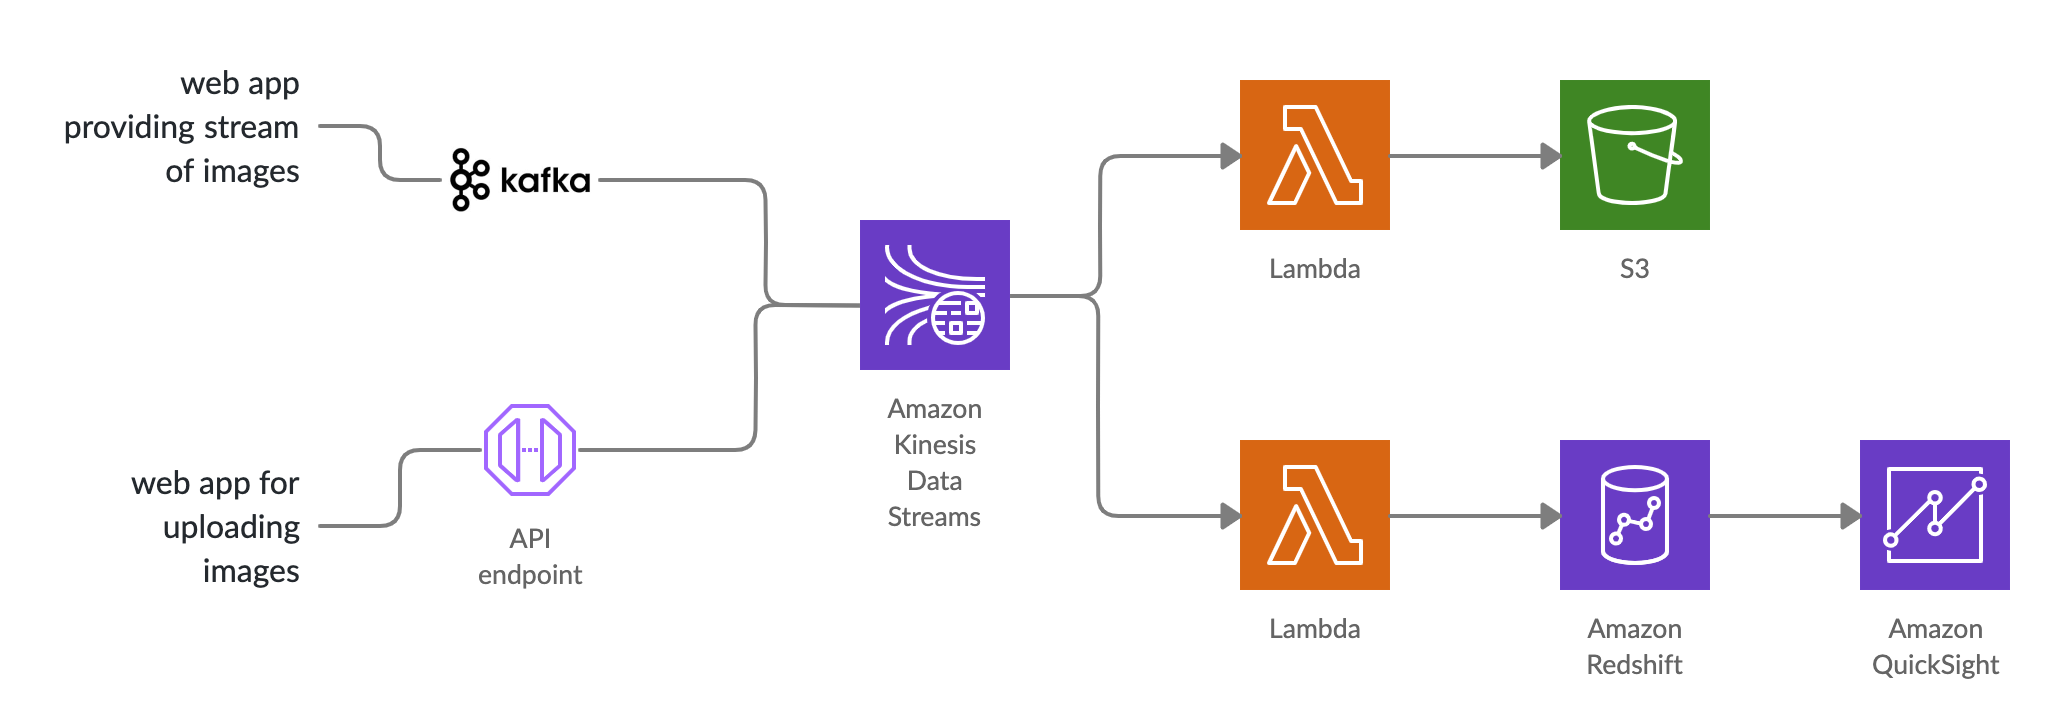 web app
providing stream
of images
kafka
web app for
uploading
images
API
endpoint
Amazon
Kinesis
Data
Streams
Lambda
S3
Lambda
Amazon
Redshift
Amazon
QuickSight